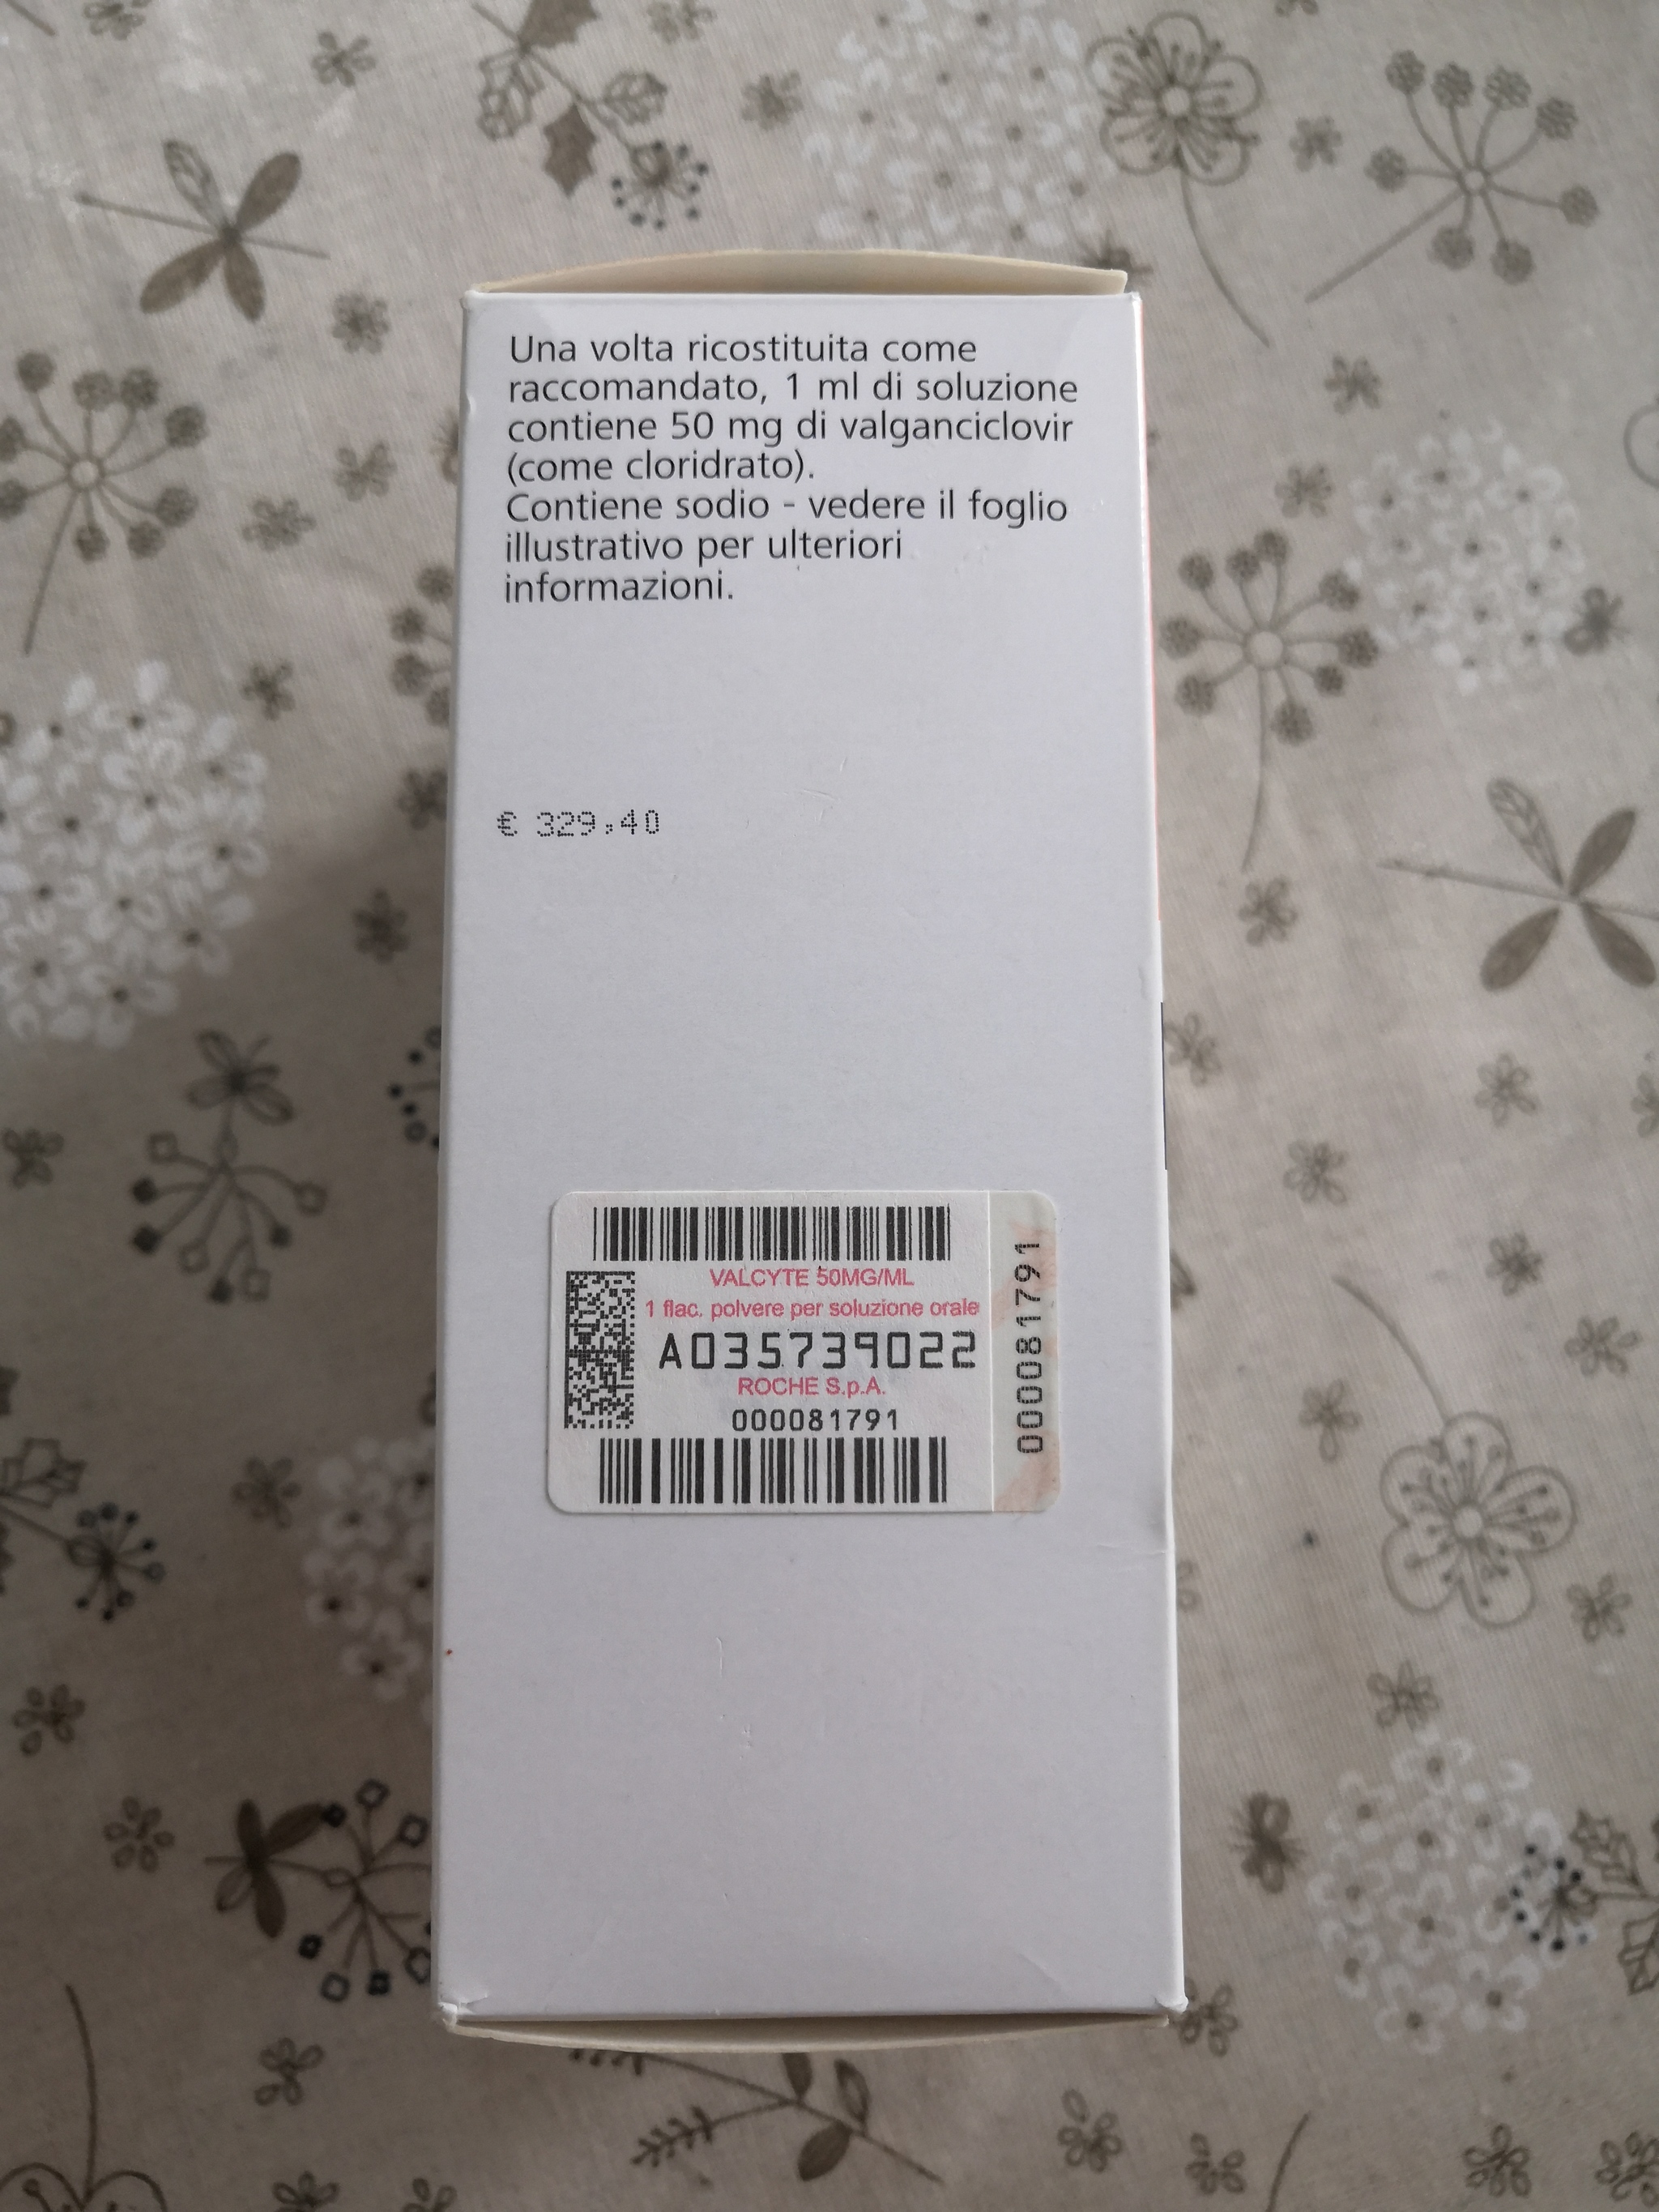 Una volta ricostituita come
raccomandato, 1 ml di soluzione
contiene 50 mg di valganciclovir
(come cloridrato).
Contiene sodio - vedere il foglio
illustrativo per ulteriori
informazioni.
€ 329,40
VALCYTE 50MG/ML
1 flac. polvere per soluzione orale
A035739022
ROCHE S.p.A.
000081791
000081791